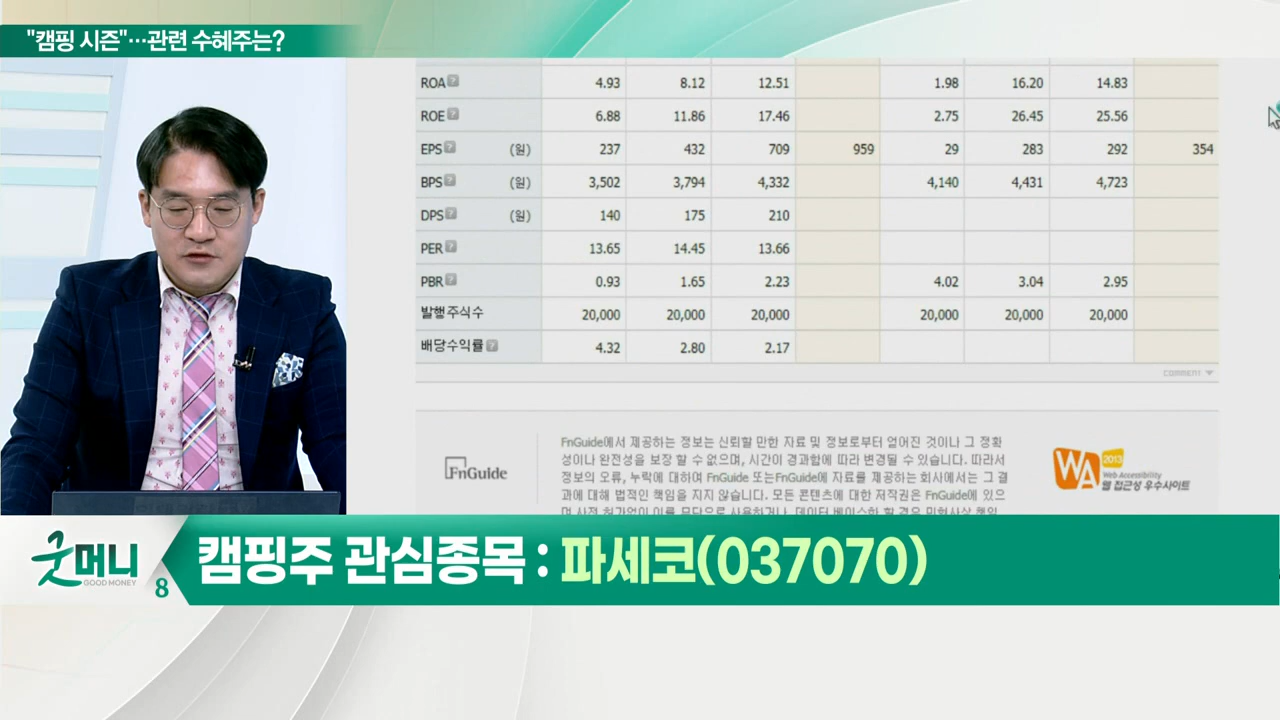 "캠핑 시즌"…관련 수혜주는?
ROA 4.93 8.12 12.51 1.98 16.20 14.83
ROE 6.88 11.86 17.46 2.75 26.45 25.56
EPS (원) 237 432 709 959 29 283 292 354
BPS (원) 3,502 3,794 4,332 4,140 4,431 4,723
DPS (원) 140 175 210
PER 13.65 14.45 13.66
PBR 0.93 1.65 2.23 4.02 3.04 2.95
발행주식수 20,000 20,000 20,000 20,000 20,000 20,000
배당수익률 4.32 2.80 2.17
COMMENT
FnGuide
FnGuide에서 제공하는 정보는 신뢰할 만한 자료 및 정보로부터 얻어진 것이나 그 정확
성이나 완전성을 보장 할 수 없으며, 시간이 경과함에 따라 변경될 수 있습니다. 따라서
정보의 오류, 누락에 대하여 FnGuide 또는FnGuide에 자료를 제공하는 회사에서는 그 결
과에 대해 법적인 책임을 지지 않습니다. 모든 콘텐츠에 대한 저작권은 FnGuide에 있으
WA 2013
Web Accessibility
웹 접근성 우수사이트
굿머니
GOOD MONEY
8
캠핑주 관심종목 : 파세코(037070)